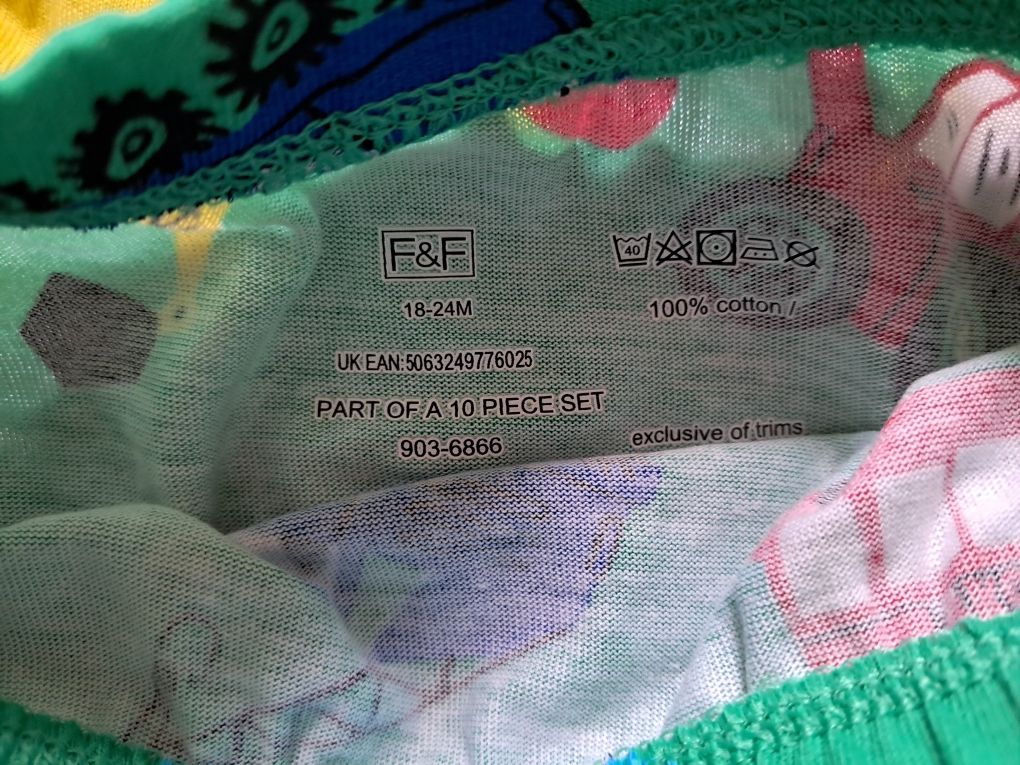 F&F
18-24M
UK EAN:5063249776025
PART OF A 10 PIECE SET
903-6866
40
100% cotton /
exclusive of trims